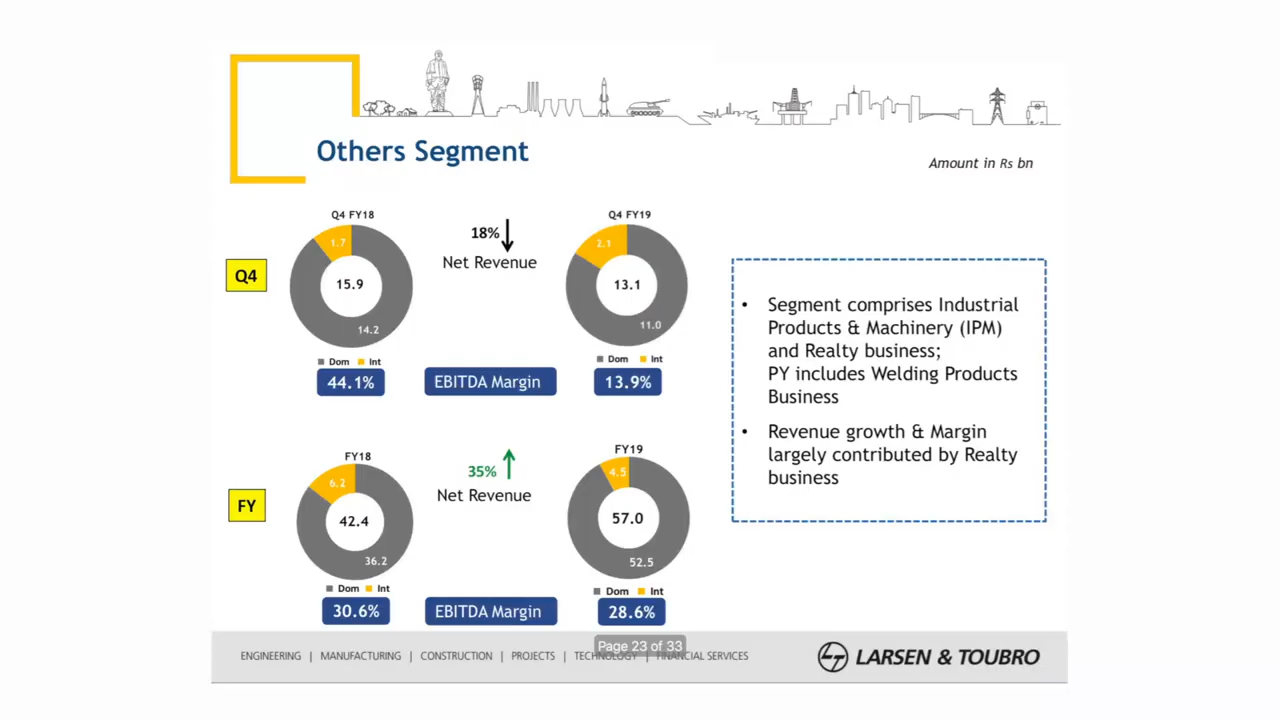 Others Segment
Amount in Rs bn
Q4
Q4 FY18
1.7
15.9
14.2
Dom Int
44.1%
18%
Net Revenue
EBITDA Margin
Q4 FY19
2.1
13.1
11.0
Dom Int
13.9%
FY
FY18
6.2
42.4
36.2
Dom Int
30.6%
35%
Net Revenue
EBITDA Margin
FY19
4.5
57.0
52.5
Dom Int
28.6%
• Segment comprises Industrial
Products & Machinery (IPM)
and Realty business;
PY includes Welding Products
Business
• Revenue growth & Margin
largely contributed by Realty
business
Page 23 of 33
ENGINEERING | MANUFACTURING | CONSTRUCTION | PROJECTS | TECHNOLOGY | FINANCIAL SERVICES
LARSEN & TOUBRO